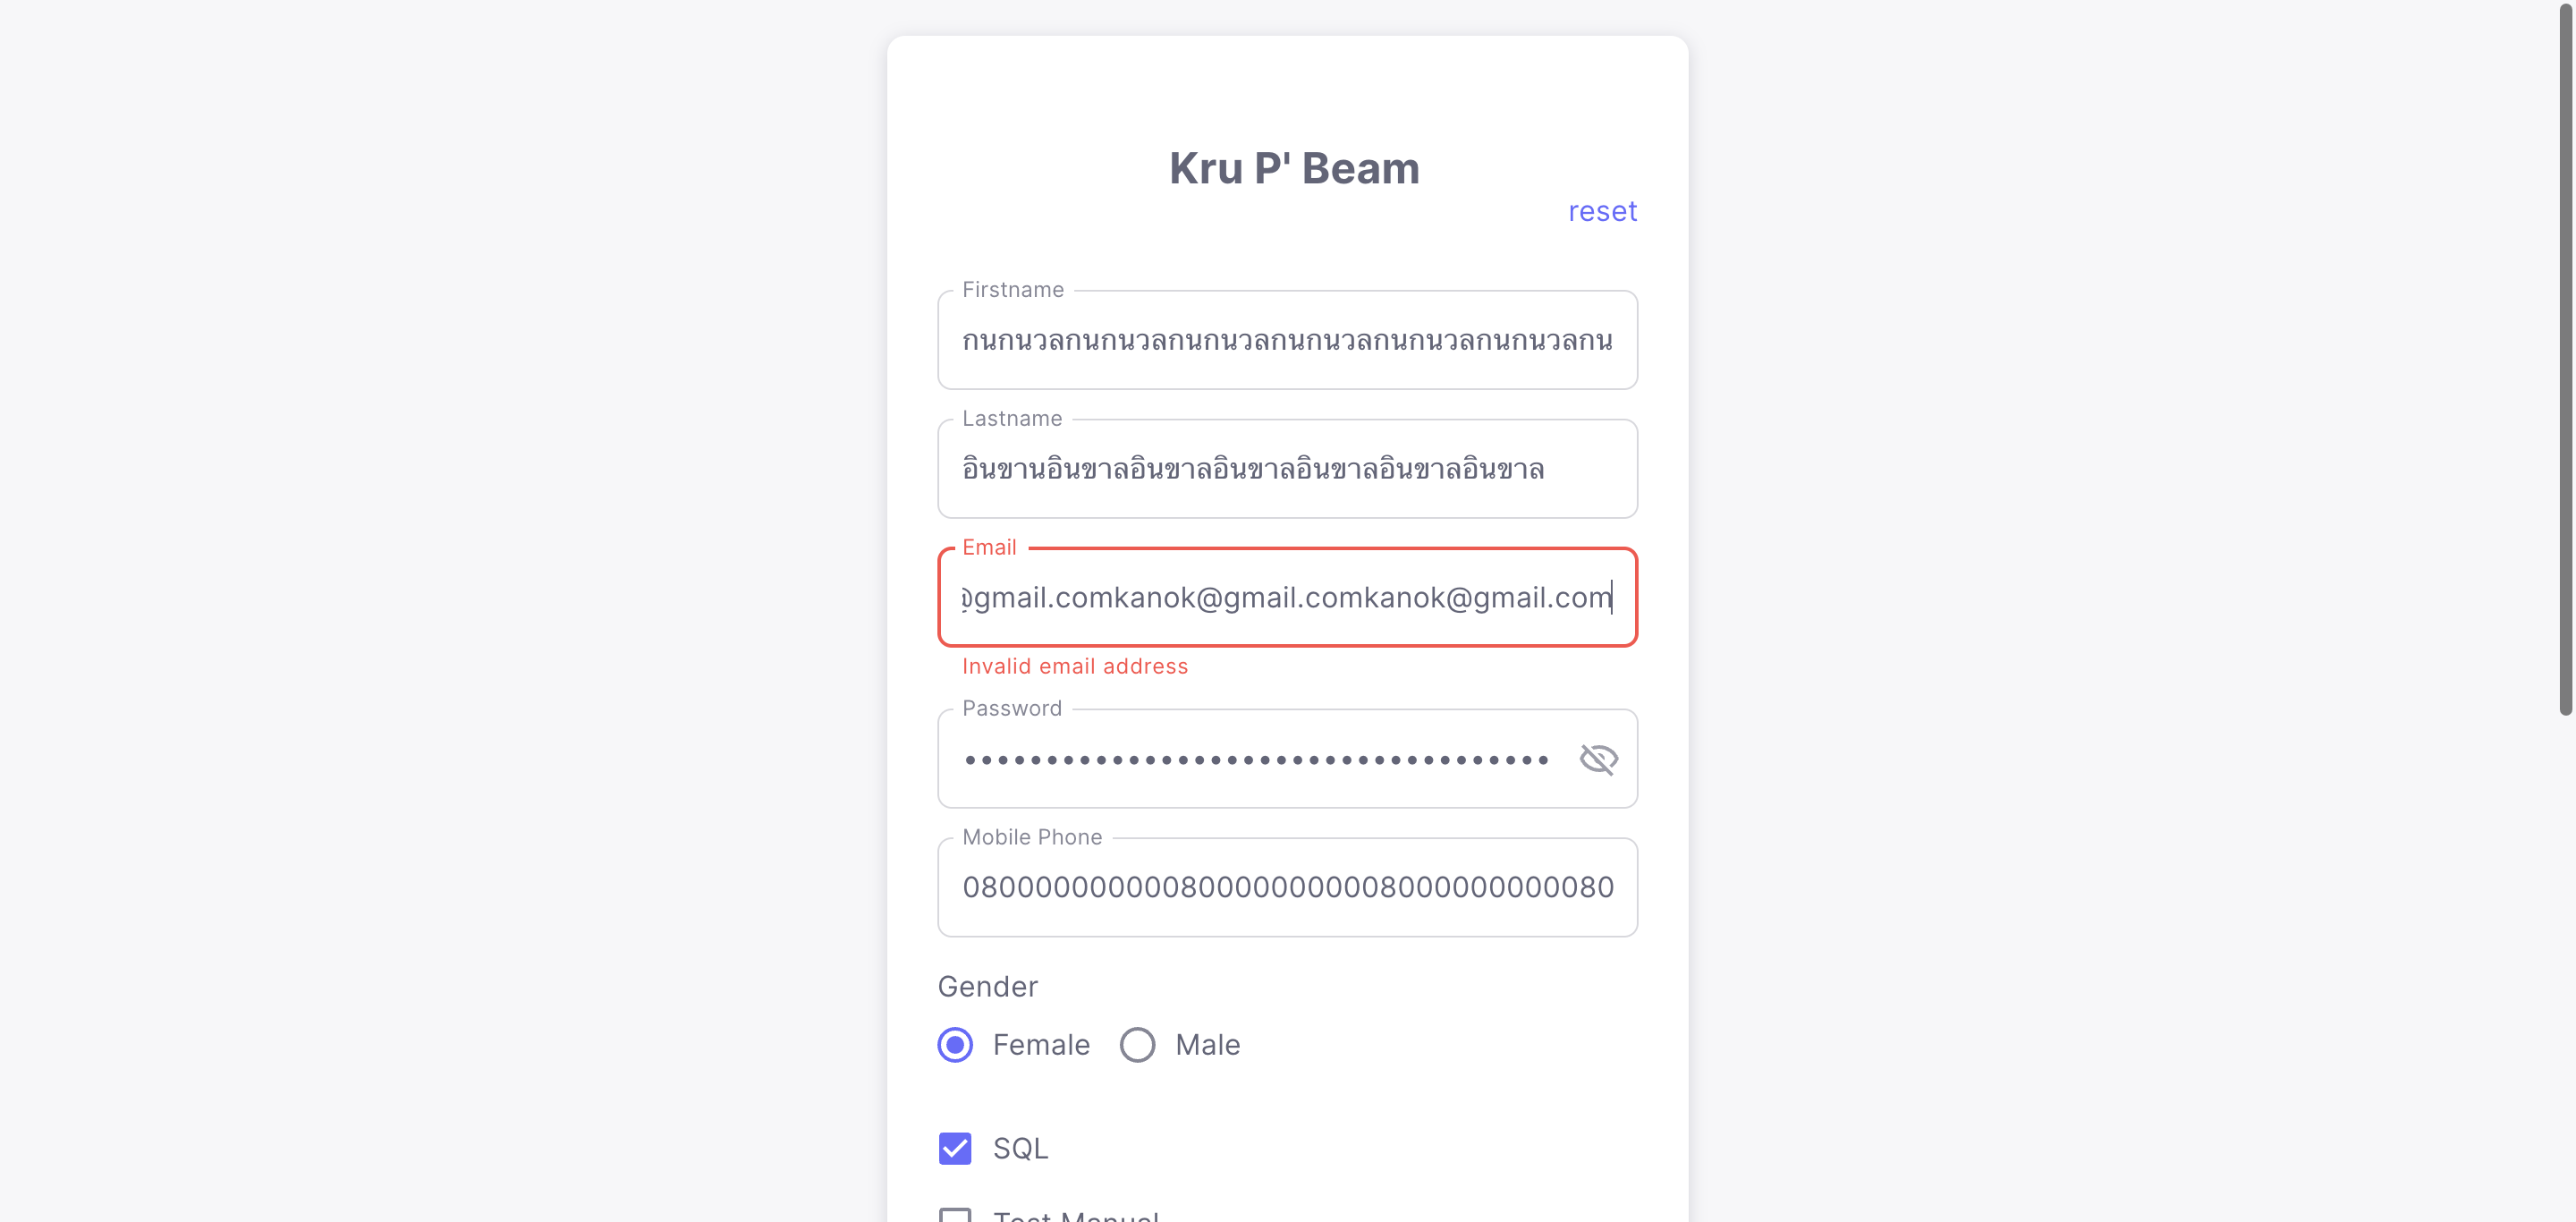 Kru P' Beam
reset
Firstname
กนกนวลกนกนวลกนกนวลกนกนวลกนกนวลกนกนวลกน
Lastname
อินขานอินขาลอินขาลอินขาลอินขาลอินขาลอินขาล
Email
@gmail.comkanok@gmail.comkanok@gmail.com
Invalid email address
Password
Mobile Phone
080000000000800000000008000000000080
Gender
Female Male
SQL
Test Manual